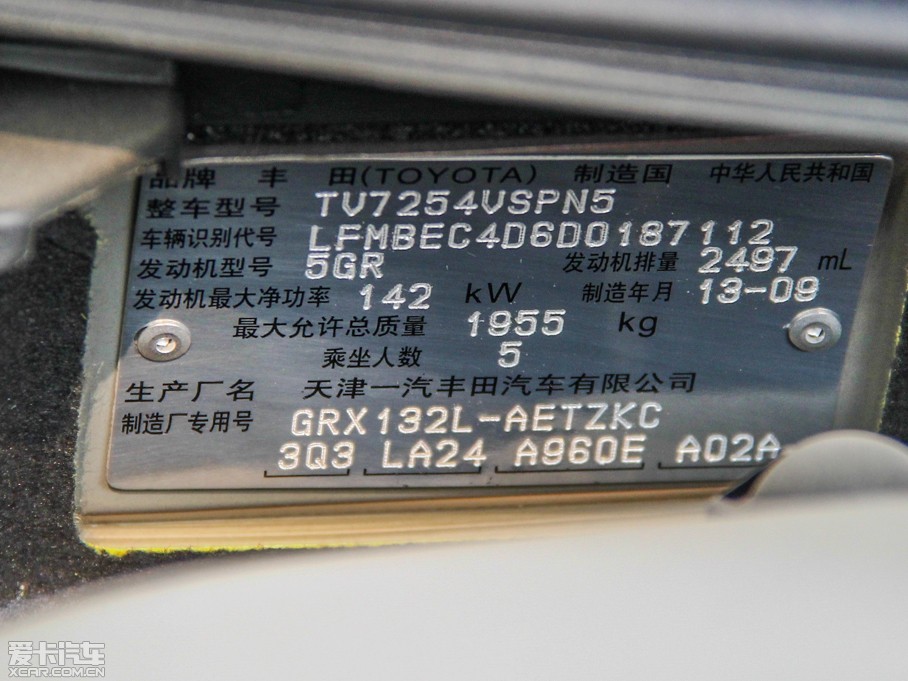 品牌 丰田(TOYOTA) 制造国 中华人民共和国
整车型号 TV7254VSPN5
车辆识别代号 LFMBEC4D6D0187112
发动机型号 5GR 发动机排量 2497 mL
发动机最大净功率 142 kW 制造年月 13-09
最大允许总质量 1955 kg
乘坐人数 5
生产厂名 天津一汽丰田汽车有限公司
制造厂专用号 GRX132L-AETZKC
3Q3 LA24 A960E A02A
爱卡汽车
XCAR.COM.CN